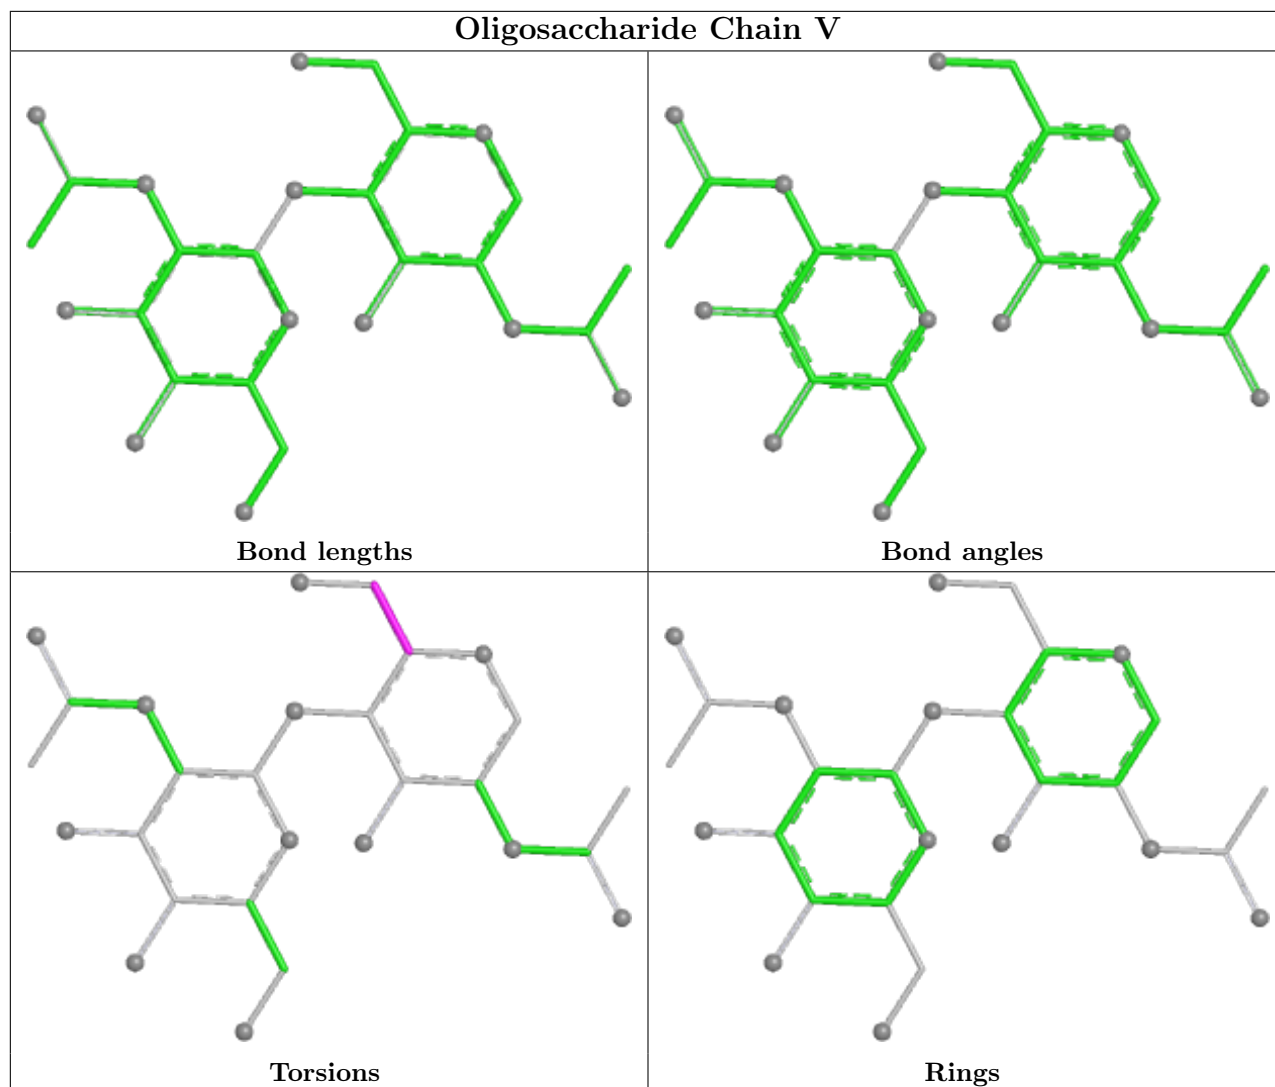 Oligosaccharide Chain V
Bond lengths
Bond angles
Torsions
Rings